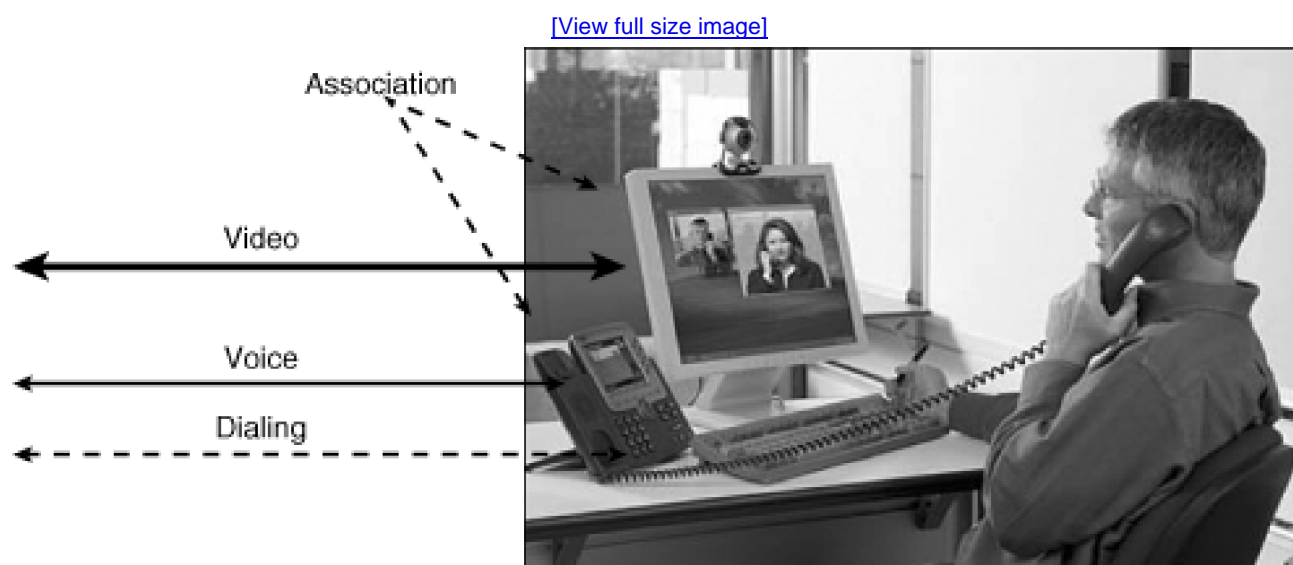 [View full size image]
Association
Video
Voice
Dialing